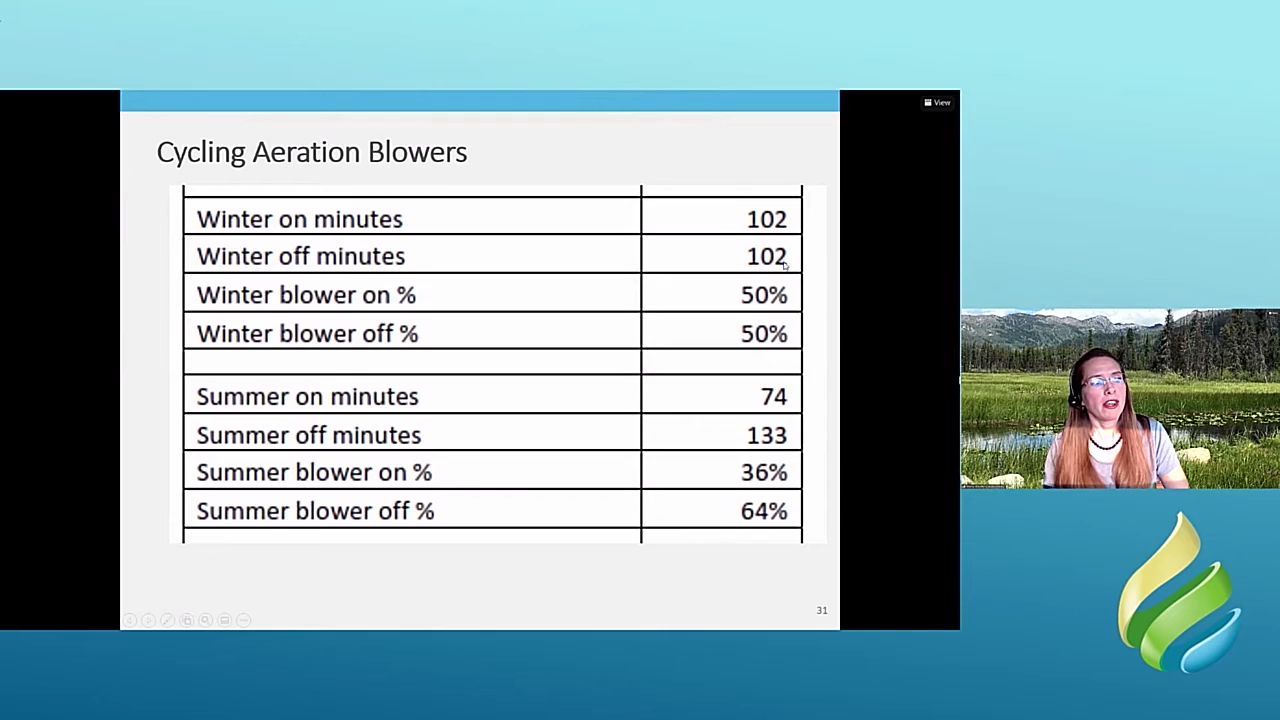 View
Cycling Aeration Blowers
Winter on minutes 102
Winter off minutes 102
Winter blower on % 50%
Winter blower off % 50%
Summer on minutes 74
Summer off minutes 133
Summer blower on % 36%
Summer blower off % 64%
31